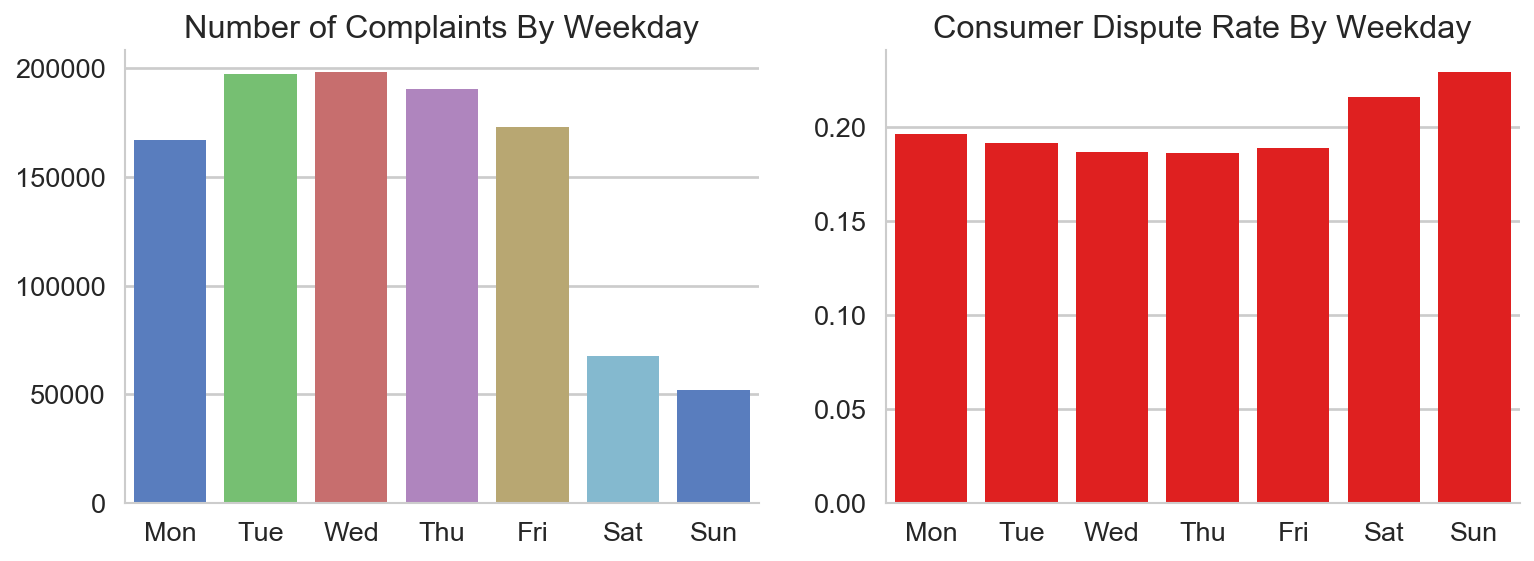 Number of Complaints By Weekday
200000
150000
100000
50000
0
Mon Tue Wed Thu Fri Sat Sun
Consumer Dispute Rate By Weekday
0.20
0.15
0.10
0.05
0.00
Mon Tue Wed Thu Fri Sat Sun